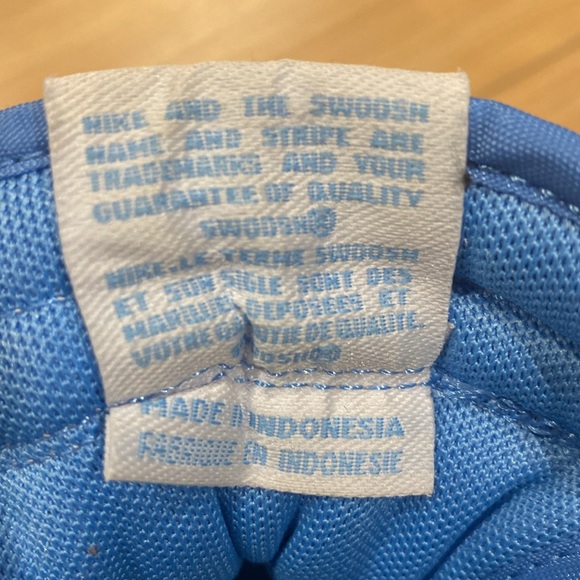 NIKE AND THE SWOOSH
NAME AND STRIPE ARE
TRADEMARKS AND YOUR
GUARANTEE OF QUALITY
SWOOSH®
NIKE-LE TERME SWOOSH
ET SON SIGLE SONT DES
MARQUES DEPOSEES ET
VOTRE GARANTIE DE QUALITE.
SWOOSH®
MADE IN INDONESIA
FABRIQUE EN INDONESIE